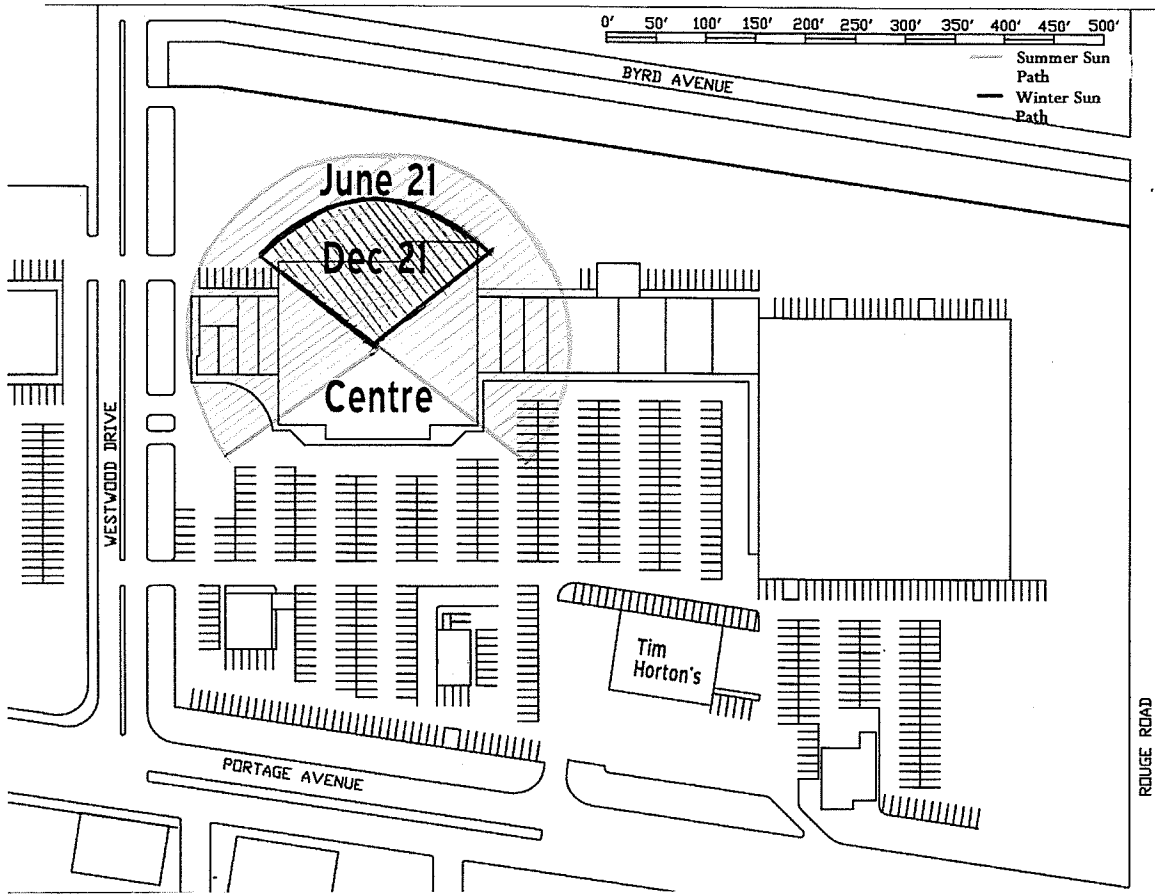 0' 50' 100' 150' 200' 250' 300' 350' 400' 450' 500'
Summer Sun
Path
Winter Sun
Path
BYRD AVENUE
June 21
Dec 21
Centre
WESTWOOD DRIVE
Tim
Horton's
ROUGE ROAD
PORTAGE AVENUE